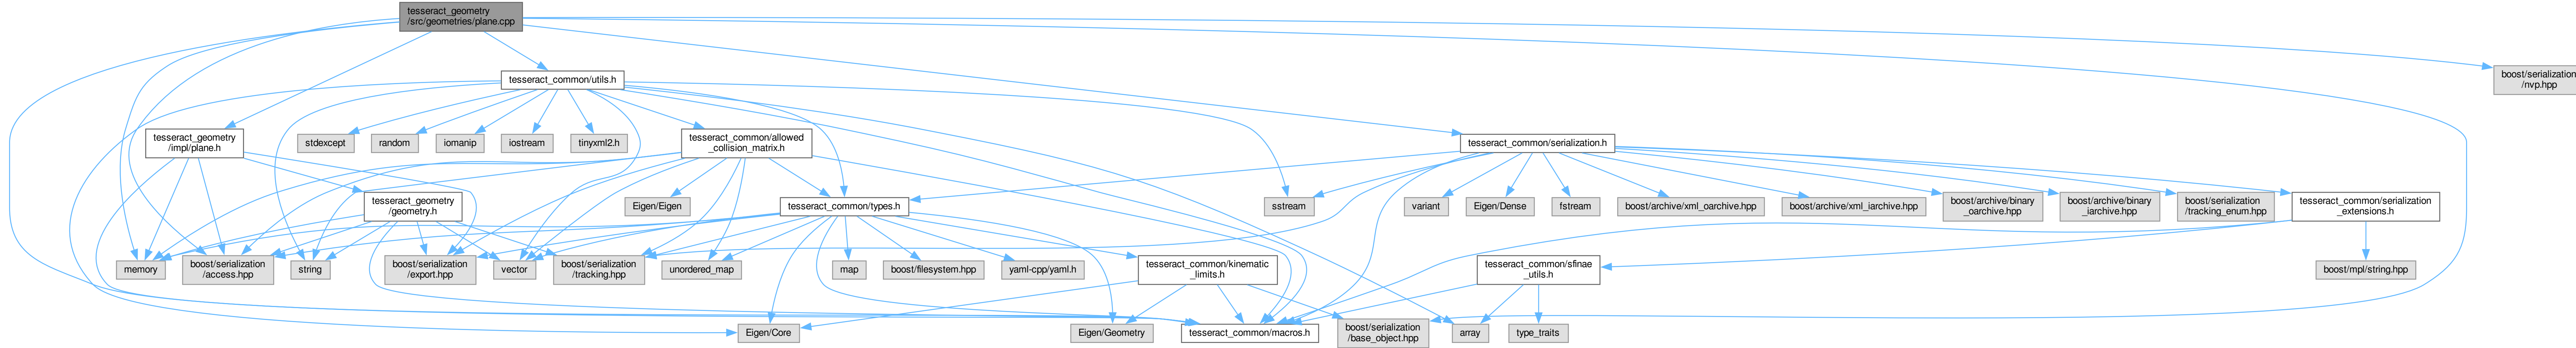 tesseract_geometry
/src/geometries/plane.cpp
tesseract_common/utils.h
boost/serialization
/nvp.hpp
tesseract_geometry
/impl/plane.h
stdexcept
random
iomanip
iostream
tinyxml2.h
tesseract_common/allowed
_collision_matrix.h
tesseract_common/serialization.h
tesseract_geometry
/geometry.h
Eigen/Eigen
tesseract_common/types.h
sstream
variant
Eigen/Dense
fstream
boost/archive/xml_oarchive.hpp
boost/archive/xml_iarchive.hpp
boost/archive/binary
_oarchive.hpp
boost/archive/binary
_iarchive.hpp
boost/serialization
/tracking_enum.hpp
tesseract_common/serialization
_extensions.h
memory
boost/serialization
/access.hpp
string
boost/serialization
/export.hpp
vector
boost/serialization
/tracking.hpp
unordered_map
map
boost/filesystem.hpp
yaml-cpp/yaml.h
tesseract_common/kinematic
_limits.h
tesseract_common/sfinae
_utils.h
boost/mpl/string.hpp
Eigen/Core
Eigen/Geometry
tesseract_common/macros.h
boost/serialization
/base_object.hpp
array
type_traits